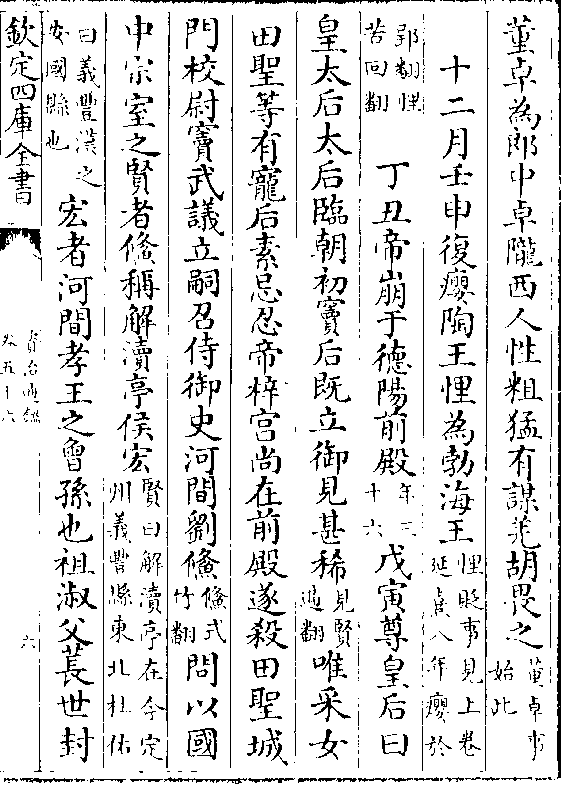 董卓為郎中卓隴西人性粗猛有謀羌胡畏之董卓事始此
十二月壬申復癭陶王悝為勃海王悝貶事見上卷延熹八年癭於
郢翻悝苦回翻丁丑帝崩于德陽前殿年三十六戊寅尊皇后曰
皇太后太后臨朝初竇后既立御見甚稀見賢遍翻唯采女
田聖等有寵后素忌忍帝梓宮尚在前殿遂殺田聖城
門校尉竇武議立嗣召侍御史河間劉儵儵式竹翻問以國
中宗室之賢者儵稱解瀆亭侯宏賢曰解瀆亭在今定州義豐縣東北杜佑
曰義豐漢之安國縣也宏者河間孝王之曾孫也祖淑父萇世封
欽定四庫全書
資治通鑑
卷五十六
六